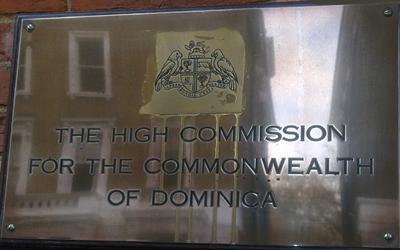 THE HIGH COMMISSION
FOR THE COMMONWEALTH
OF DOMINICA